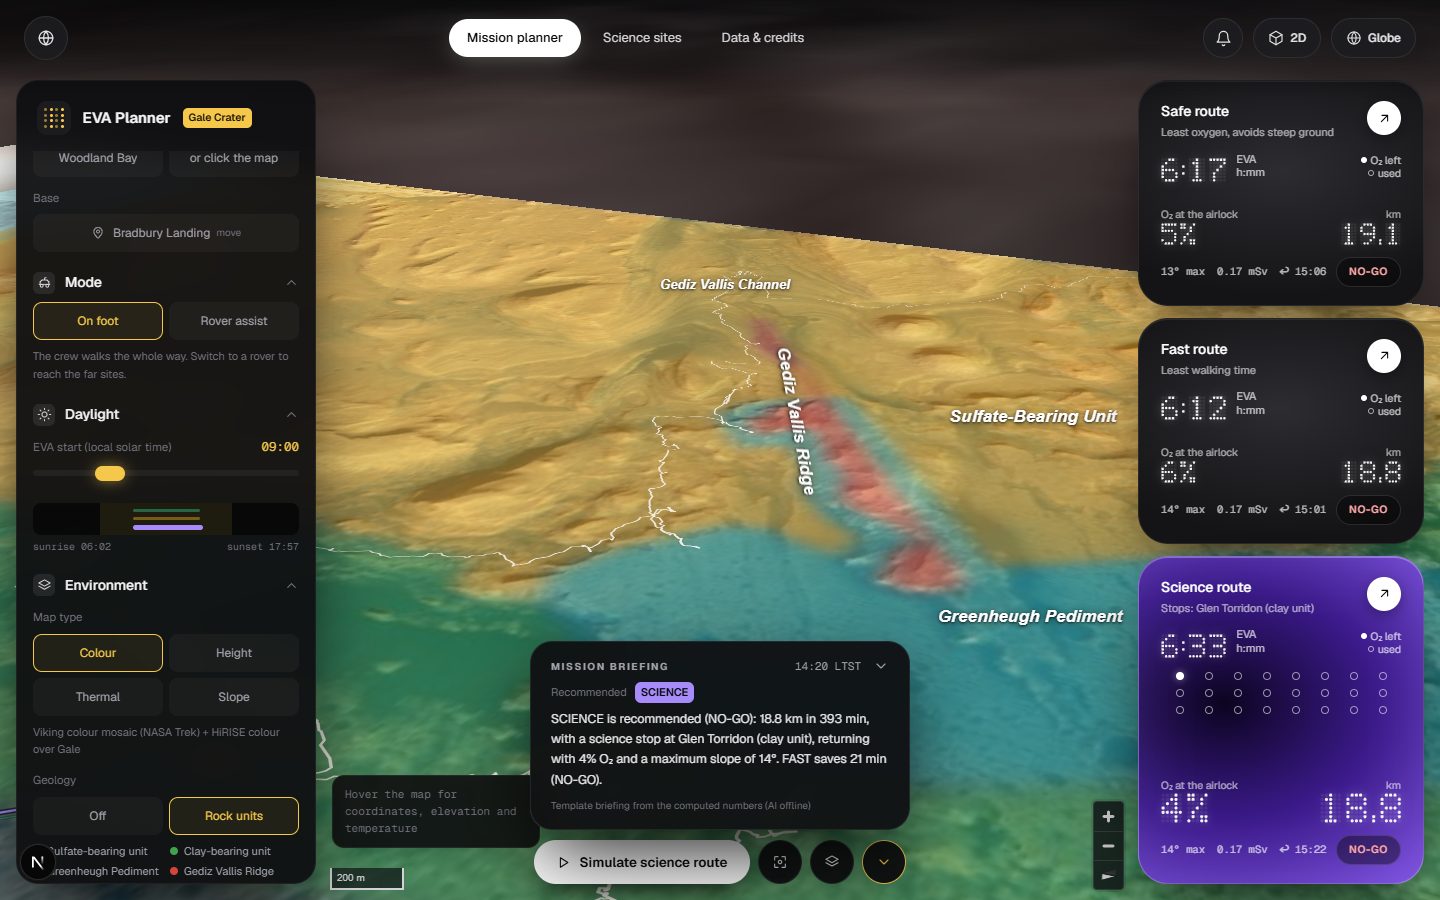 Mission planner
Science sites
Data & credits
2D
Globe
EVA Planner
Gale Crater
Woodland Bay
or click the map
Base
Bradbury Landing move
Mode
On foot
Rover assist
The crew walks the whole way. Switch to a rover to
reach the far sites.
Daylight
EVA start (local solar time)
09:00
sunrise 06:02
sunset 17:57
Environment
Map type
Colour
Height
Thermal
Slope
Viking colour mosaic (NASA Trek) + HiRISE colour
over Gale
Geology
Off
Rock units
Sulfate-bearing unit
Clay-bearing unit
Greenheugh Pediment
Gediz Vallis Ridge
N
Gediz Vallis Channel
Gediz Vallis Ridge
Sulfate-Bearing Unit
Greenheugh Pediment
Hover the map for
coordinates, elevation and
temperature
200 m
MISSION BRIEFING
14:20 LTST
Recommended SCIENCE
SCIENCE is recommended (NO-GO): 18.8 km in 393 min,
with a science stop at Glen Torridon (clay unit), returning
with 4% O₂ and a maximum slope of 14°. FAST saves 21 min
(NO-GO).
Template briefing from the computed numbers (AI offline)
Simulate science route
Safe route
Least oxygen, avoids steep ground
6:17
EVA
h:mm
O₂ left
used
O₂ at the airlock
km
5%
19.1
13° max 0.17 mSv ↩ 15:06 NO-GO
Fast route
Least walking time
6:12
EVA
h:mm
O₂ left
used
O₂ at the airlock
km
6%
18.8
14° max 0.17 mSv ↩ 15:01 NO-GO
Science route
Stops: Glen Torridon (clay unit)
6:33
EVA
h:mm
O₂ left
used
O₂ at the airlock
km
4%
18.8
14° max 0.17 mSv ↩ 15:22 NO-GO